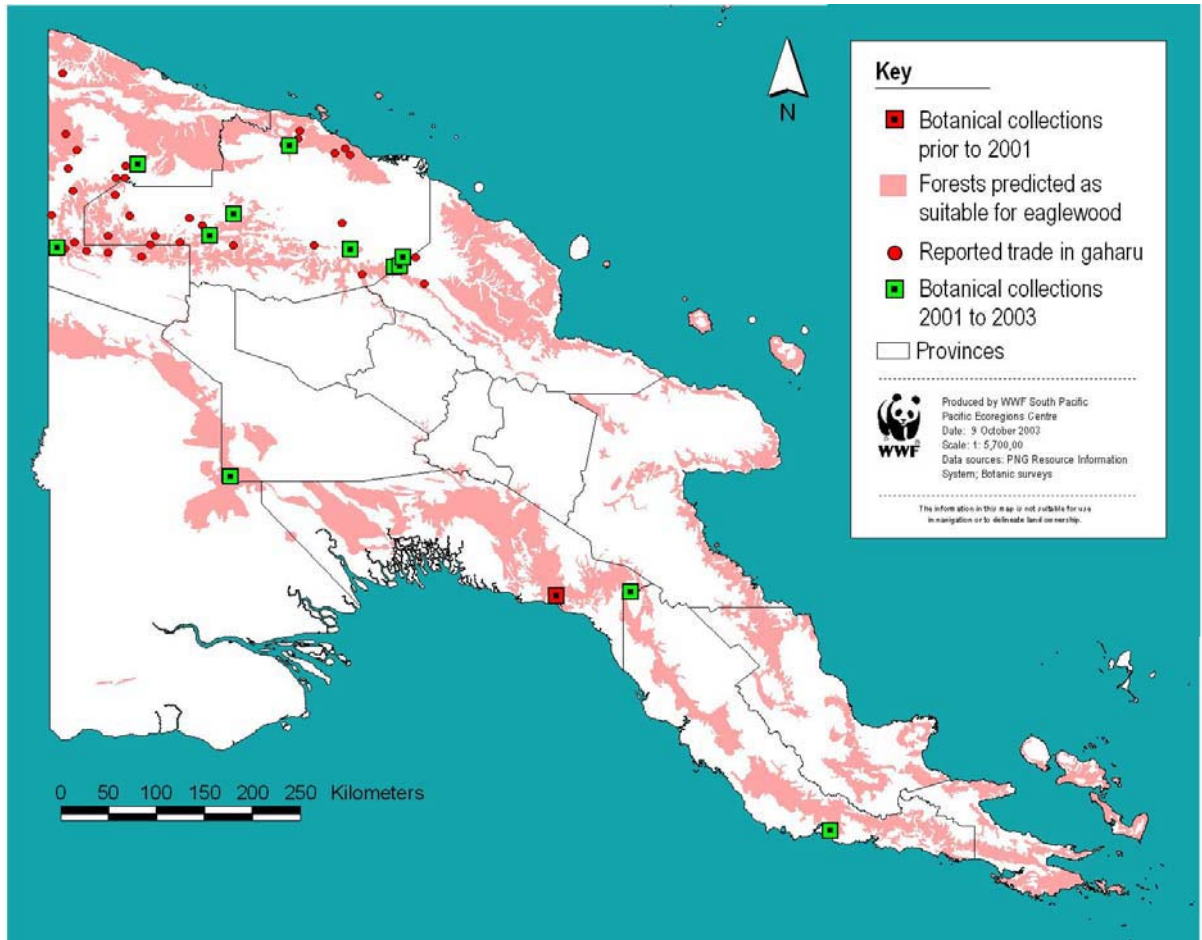 N
Key
Botanical collections
prior to 2001
Forests predicted as
suitable for eaglewood
Reported trade in gaharu
Botanical collections
2001 to 2003
Provinces
WWF
Produced by WWF South Pacific
Pacific Ecoregions Centre
Date: 9 October 2003
Scale: 1: 5,700,00
Data sources: PNG Resource Information
System; Botanic surveys
The information in this map is not suitable for use
in navigation or to delineate land ownership.
0 50 100 150 200 250 Kilometers